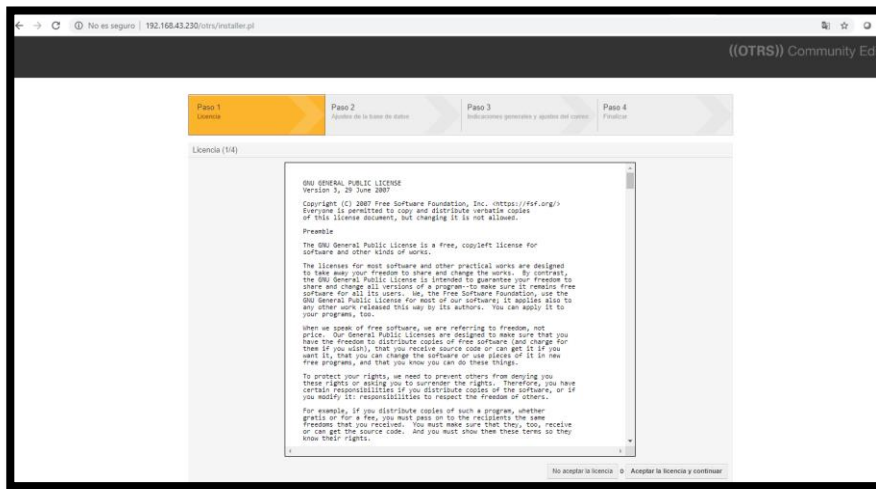 No es seguro | 192.168.43.230/otrs/installer.pl
((OTRS)) Community Ed
Paso 1
Licencia
Paso 2
Ajustes de la base de datos
Paso 3
Indicaciones generales y ajustes del correo
Paso 4
Finalizar
Licencia (1/4)
GNU GENERAL PUBLIC LICENSE
Version 3, 29 June 2007
Copyright (C) 2007 Free Software Foundation, Inc. <https://fsf.org/>
Everyone is permitted to copy and distribute verbatim copies
of this license document, but changing it is not allowed.
Preamble
The GNU General Public License is a free, copyleft license for
software and other kinds of works.
The licenses for most software and other practical works are designed
to take away your freedom to share and change the works. By contrast,
the GNU General Public License is intended to guarantee your freedom to
share and change all versions of a program--to make sure it remains free
software for all its users. We, the Free Software Foundation, use the
GNU General Public License for most of our software; it applies also to
any other work released this way by its authors. You can apply it to
your programs, too.
When we speak of free software, we are referring to freedom, not
price. Our General Public Licenses are designed to make sure that you
have the freedom to distribute copies of free software (and charge for
them if you wish), that you receive source code or can get it if you
want it, that you can change the software or use pieces of it in new
free programs, and that you know you can do these things.
To protect your rights, we need to prevent others from denying you
these rights or asking you to surrender the rights. Therefore, you have
certain responsibilities if you distribute copies of the software, or if
you modify it: responsibilities to respect the freedom of others.
For example, if you distribute copies of such a program, whether
gratis or for a fee, you must pass on to the recipients the same
freedoms that you received. You must make sure that they, too, receive
or can get the source code. And you must show them these terms so they
know their rights.
No aceptar la licencia o Aceptar la licencia y continuar